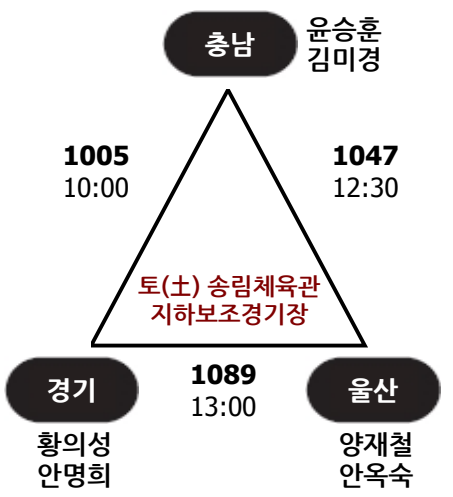 충남
윤승훈
김미경
1005
10:00
1047
12:30
토(土) 송림체육관
지하보조경기장
경기
1089
13:00
울산
황의성
안명희
양재철
안옥숙